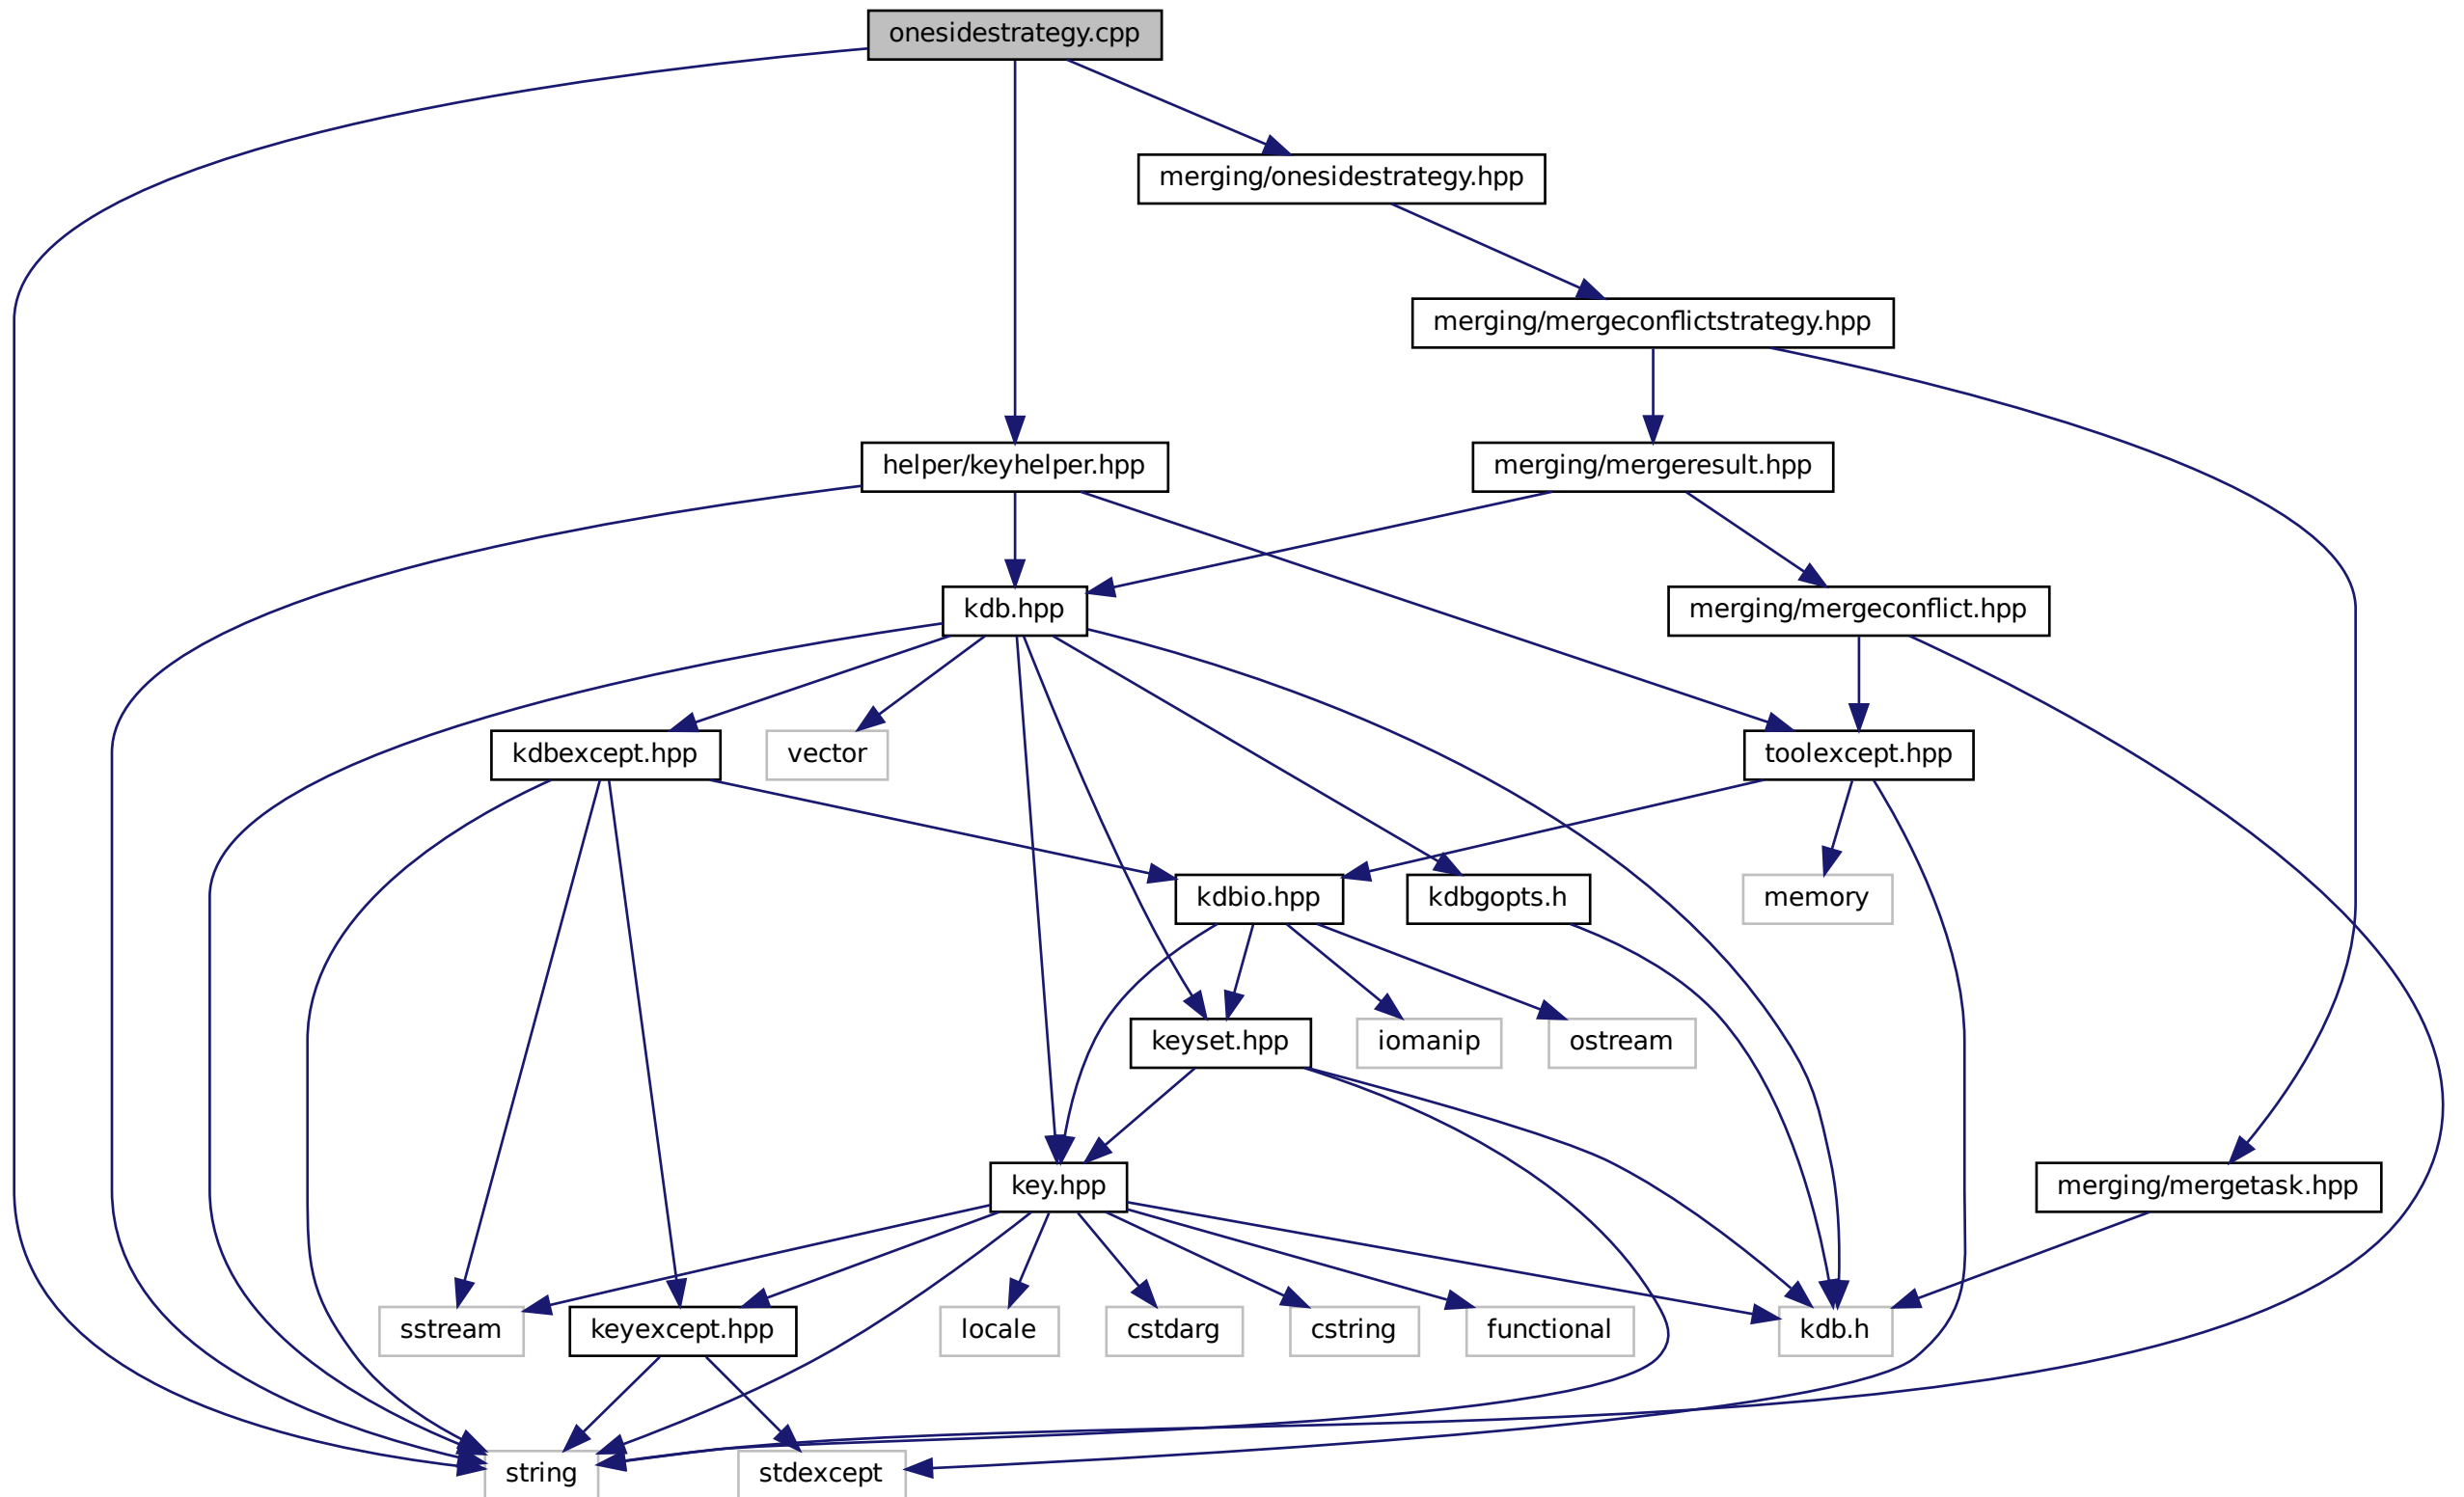 onesidestrategy.cpp
merging/onesidestrategy.hpp
merging/mergeconflictstrategy.hpp
helper/keyhelper.hpp
merging/mergeresult.hpp
kdb.hpp
merging/mergeconflict.hpp
kdbexcept.hpp
vector
toolexcept.hpp
kdbio.hpp
kdbgopts.h
memory
keyset.hpp
iomanip
ostream
key.hpp
merging/mergetask.hpp
sstream
keyexcept.hpp
locale
cstdarg
cstring
functional
kdb.h
string
stdexcept